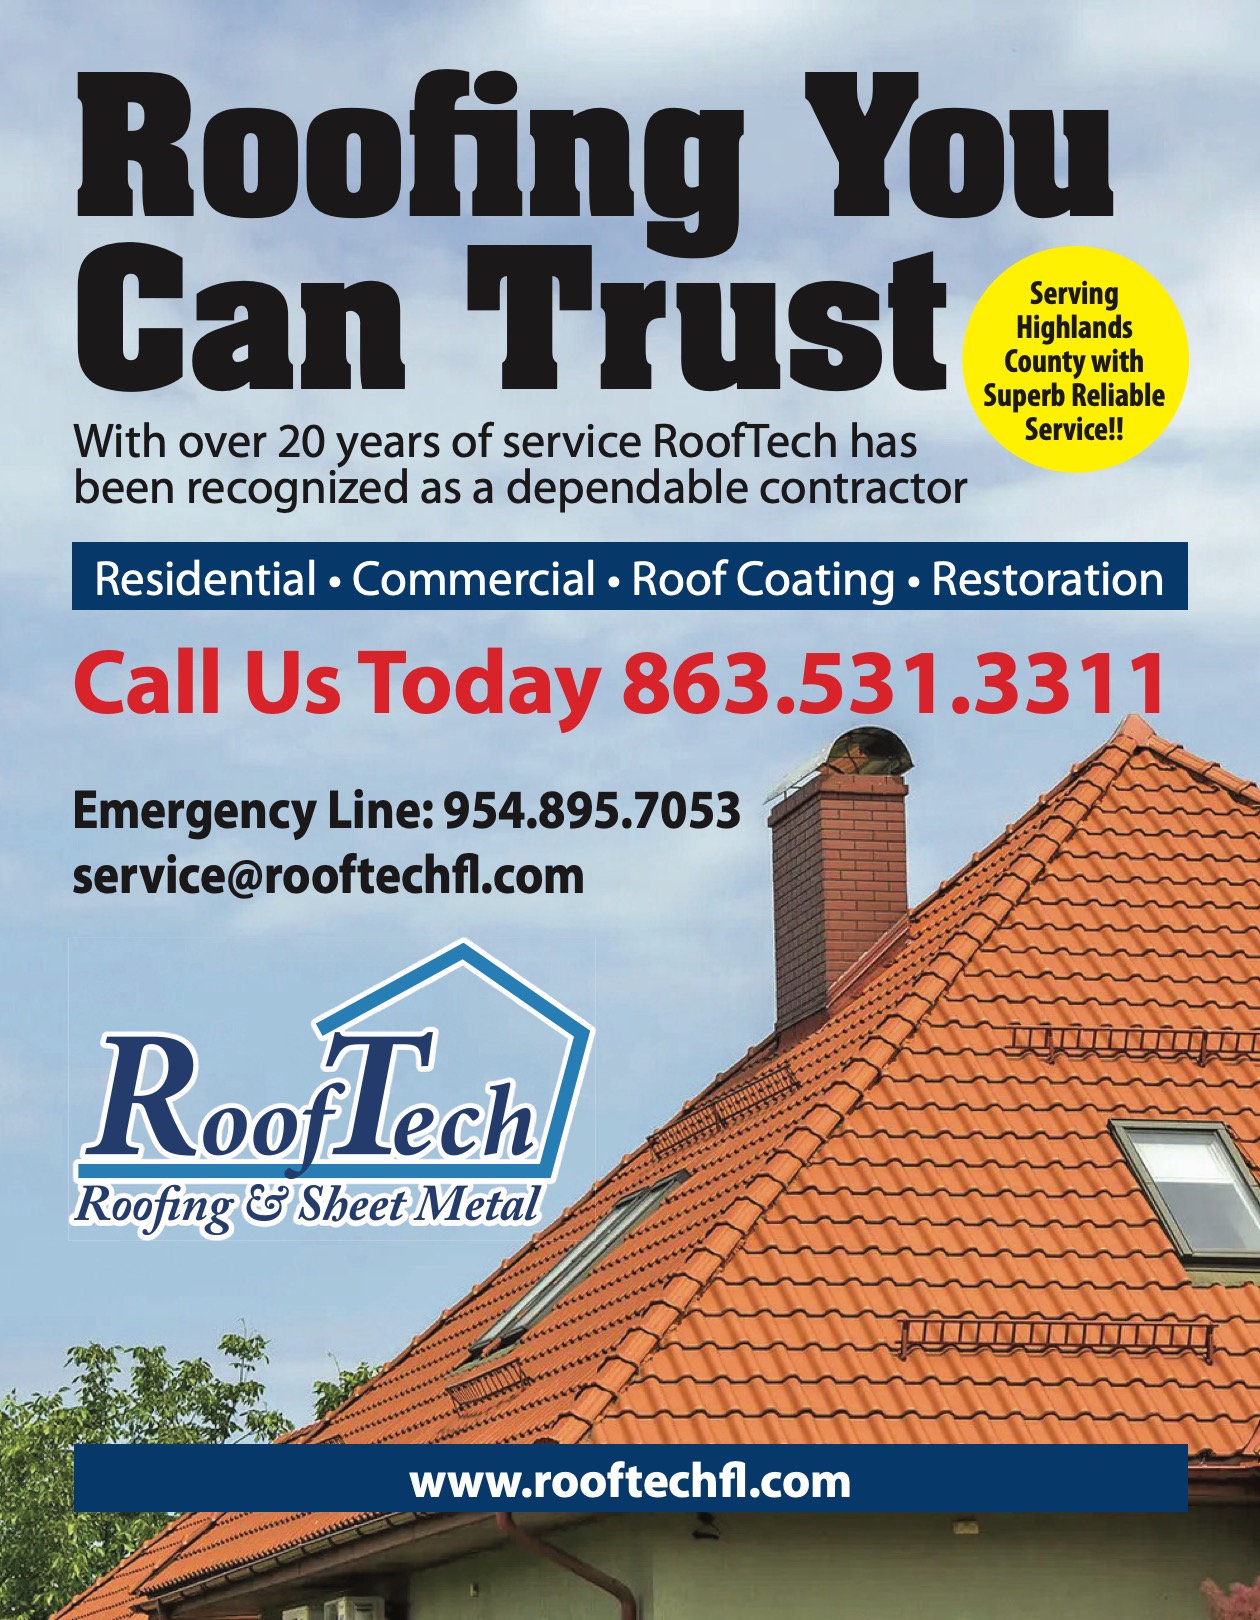 Roofing You
Can Trust
Serving
Highlands
County with
Superb Reliable
Service!!
With over 20 years of service RoofTech has
been recognized as a dependable contractor
Residential • Commercial • Roof Coating • Restoration
Call Us Today 863.531.3311
Emergency Line: 954.895.7053
service@rooftechfl.com
RoofTech
Roofing & Sheet Metal
www.rooftechfl.com